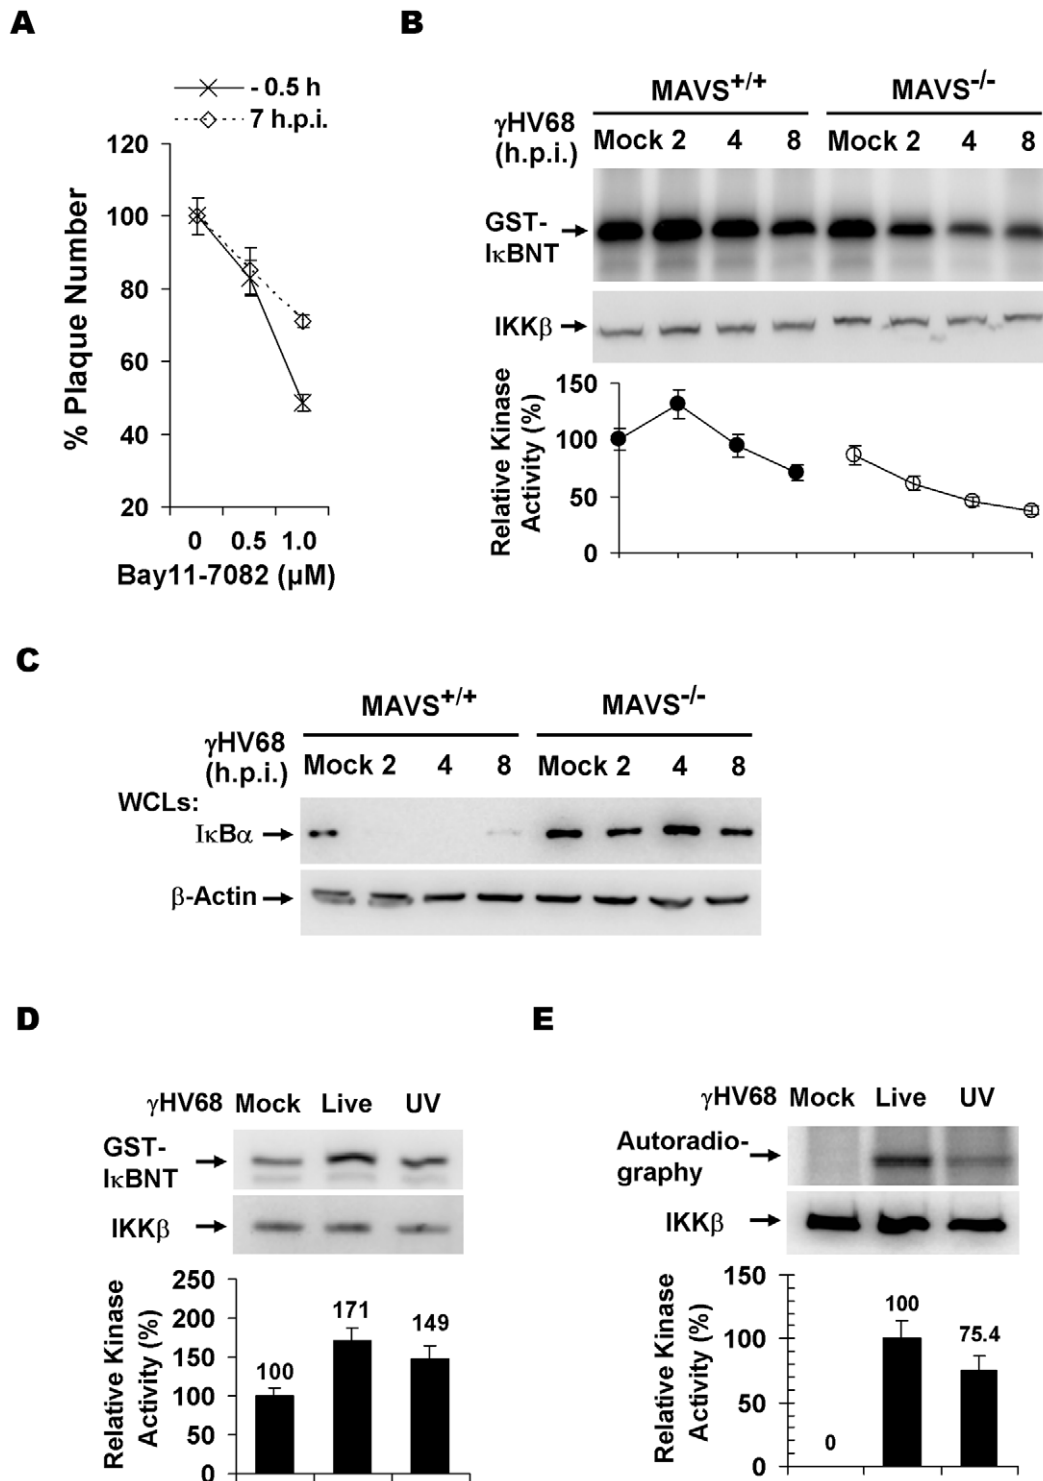 A
- 0.5 h
7 h.p.i.
120
100
80
60
40
20
% Plaque Number
0 0.5 1.0
Bay11-7082 (µM)
B
MAVS+/+ MAVS-/-
γHV68
(h.p.i.)
Mock 2 4 8 Mock 2 4 8
GST-
IκBNT
IKKβ
150
100
50
0
Relative Kinase
Activity (%)
C
MAVS+/+ MAVS-/-
γHV68
(h.p.i.)
Mock 2 4 8 Mock 2 4 8
WCLs:
IκBα
β-Actin
D
γHV68 Mock Live UV
GST-
IκBNT
IKKβ
250
200
150
100
50
0
Relative Kinase
Activity (%)
100
171
149
E
γHV68 Mock Live UV
Autoradio-
graphy
IKKβ
150
100
50
0
Relative Kinase
Activity (%)
0
100
75.4